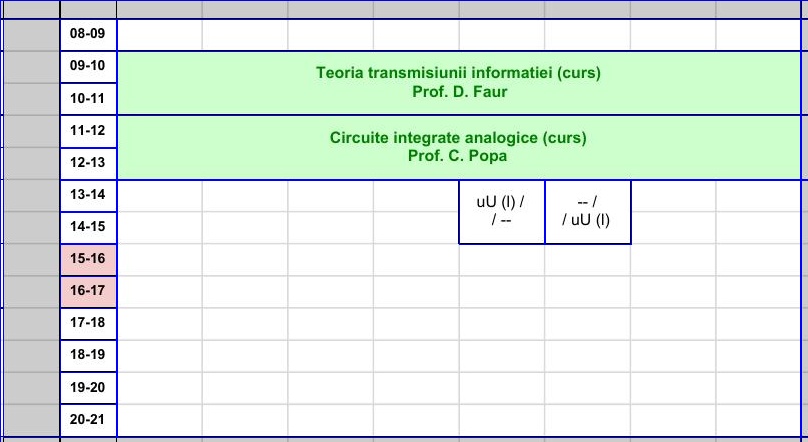 08-09
09-10
Teoria transmisiunii informatiei (curs)
Prof. D. Faur
10-11
11-12
Circuite integrate analogice (curs)
Prof. C. Popa
12-13
13-14
uU (l) /
/ --
-- /
/ uU (l)
14-15
15-16
16-17
17-18
18-19
19-20
20-21